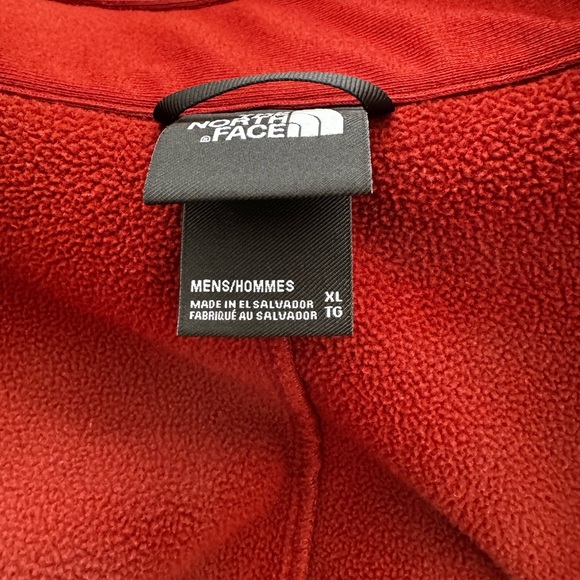 NORTH
FACE
MENS/HOMMES
MADE IN EL SALVADOR XL
FABRIQUÉ AU SALVADOR TG